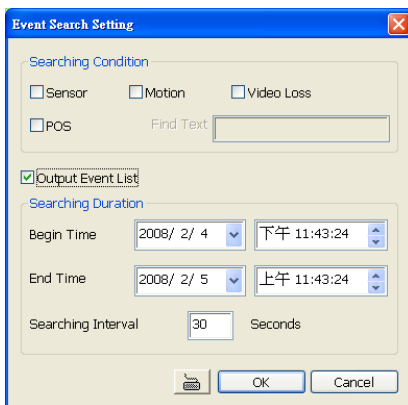 Event Search Setting
Searching Condition
Sensor Motion Video Loss
POS Find Text
Output Event List
Searching Duration
Begin Time 2008/ 2/ 4 下午 11:43:24
End Time 2008/ 2/ 5 上午 11:43:24
Searching Interval 30 Seconds
OK Cancel